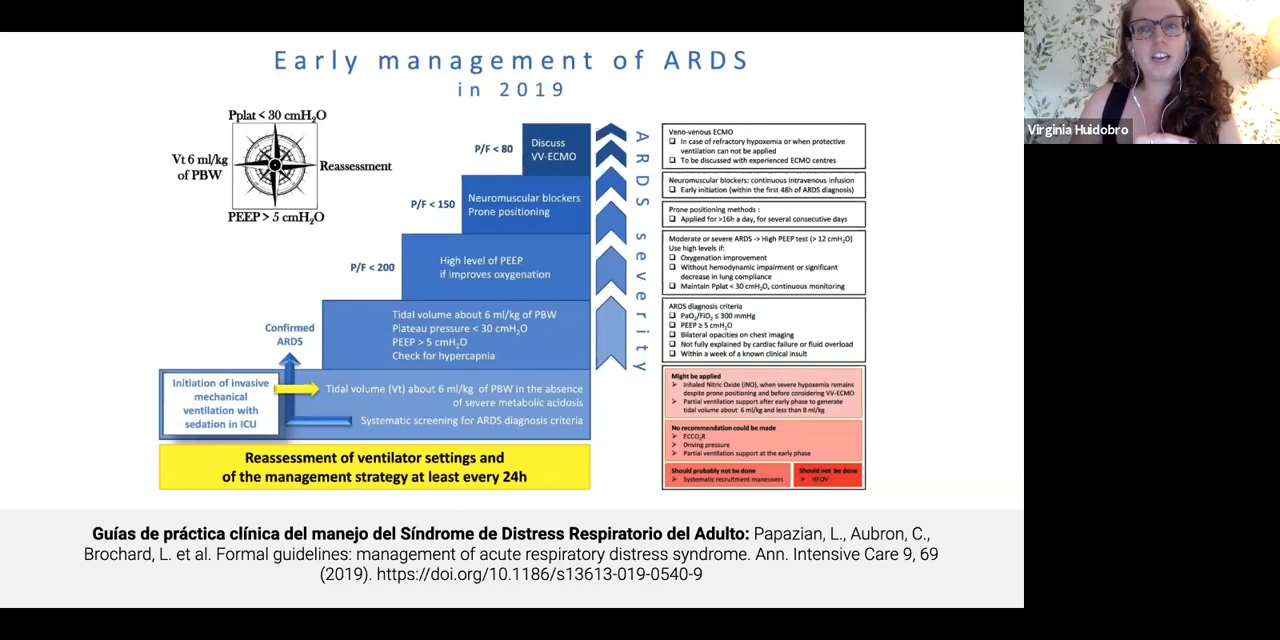 Early management of ARDS
in 2019
Pplat < 30 cmH₂O
Vt 6 ml/kg
of PBW
Reassessment
PEEP > 5 cmH₂O
P/F < 80
Discuss
VV-ECMO
P/F < 150
Neuromuscular blockers
Prone positioning
P/F < 200
High level of PEEP
if improves oxygenation
Confirmed
ARDS
Tidal volume about 6 ml/kg of PBW
Plateau pressure < 30 cmH₂O
PEEP > 5 cmH₂O
Check for hypercapnia
Initiation of invasive
mechanical
ventilation with
sedation in ICU
Tidal volume (Vt) about 6 ml/kg of PBW in the absence
of severe metabolic acidosis
Systematic screening for ARDS diagnosis criteria
Reassessment of ventilator settings and
of the management strategy at least every 24h
ARDS severity
Veno-venous ECMO
❑ In case of refractory hypoxemia or when protective
ventilation can not be applied
❑ To be discussed with experienced ECMO centres
Neuromuscular blockers: continuous intravenous infusion
❑ Early initiation (within the first 48h of ARDS diagnosis)
Prone positioning methods :
❑ Applied for >16h a day, for several consecutive days
Moderate or severe ARDS -> High PEEP test (> 12 cmH₂O)
Use high levels if:
❑ Oxygenation improvement
❑ Without hemodynamic impairment or significant
decrease in lung compliance
❑ Maintain Pplat < 30 cmH₂O, continuous monitoring
ARDS diagnosis criteria
❑ PaO₂/FiO₂ ≤ 300 mmHg
❑ PEEP ≥ 5 cmH₂O
❑ Bilateral opacities on chest imaging
❑ Not fully explained by cardiac failure or fluid overload
❑ Within a week of a known clinical insult
Might be applied
➢ Inhaled Nitric Oxide (iNO), when severe hypoxemia remains
despite prone positioning and before considering VV-ECMO
➢ Partial ventilation support after early phase to generate
tidal volume about 6 ml/kg and less than 8 ml/kg
No recommendation could be made
➢ ECCO₂R
➢ Driving pressure
➢ Partial ventilation support at the early phase
Should probably not be done
➢ Systematic recruitment maneuvers
Should not be done
➢ HFOV
Guías de práctica clínica del manejo del Síndrome de Distress Respiratorio del Adulto: Papazian, L., Aubron, C.,
Brochard, L. et al. Formal guidelines: management of acute respiratory distress syndrome. Ann. Intensive Care 9, 69
(2019). https://doi.org/10.1186/s13613-019-0540-9
Virginia Huidobro